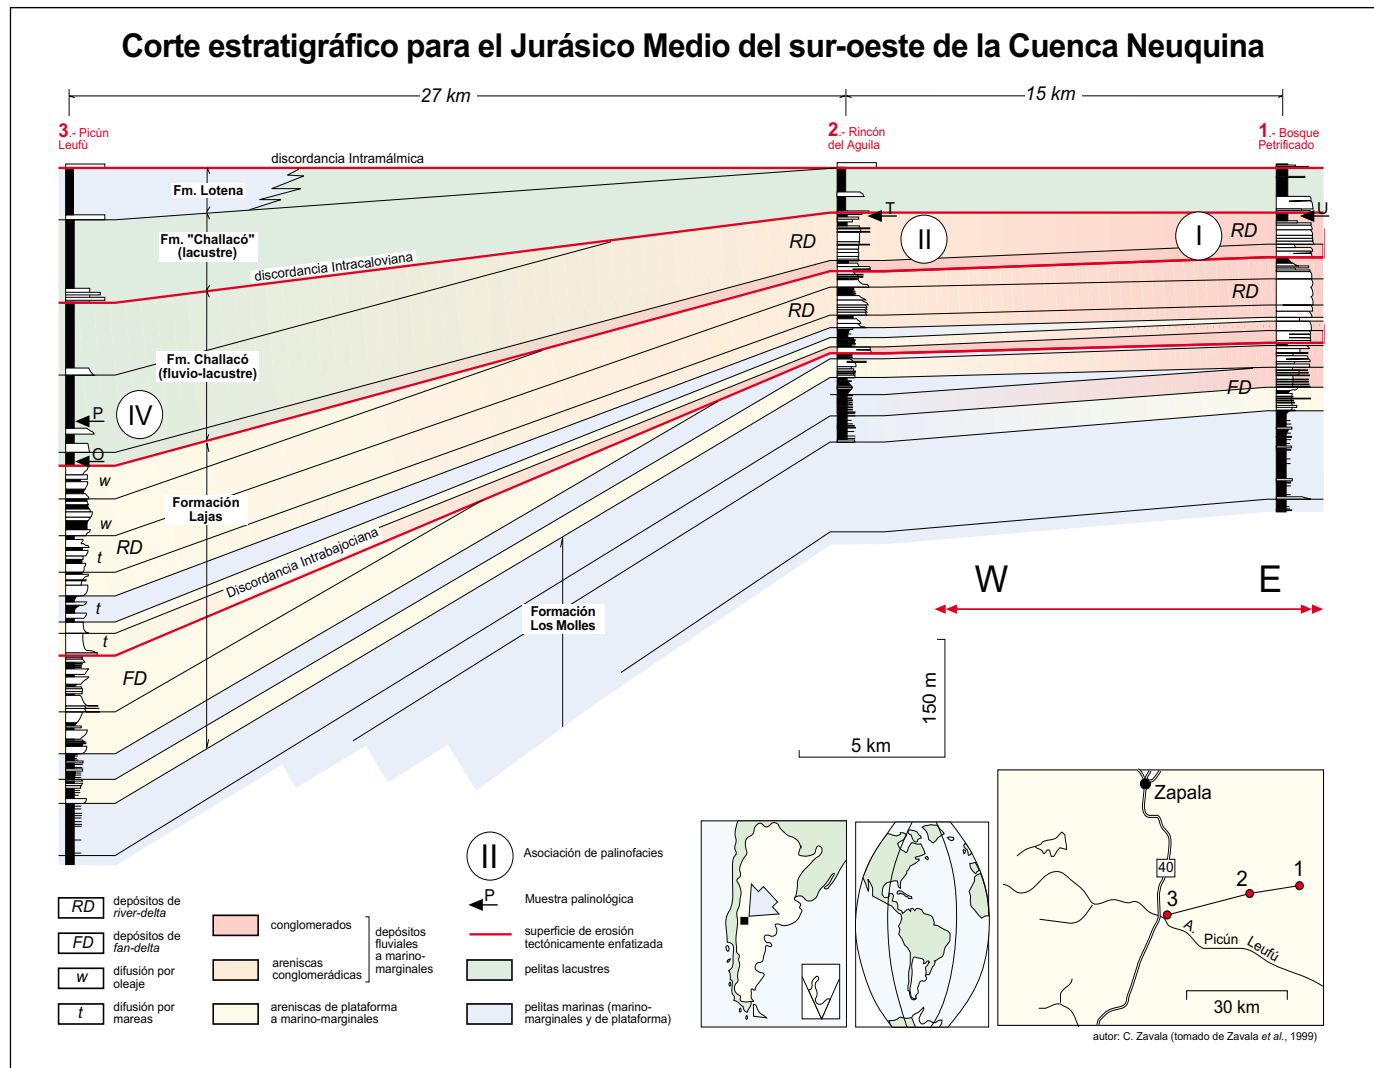 Corte estratigráfico para el Jurásico Medio del sur-oeste de la Cuenca Neuquina
27 km
15 km
3.- Picùn
Leufù
2.- Rincón
del Aguila
1.- Bosque
Petrificado
discordancia Intramálmica
Fm. Lotena
T
U
RD
II
I
RD
Fm. "Challacó"
(lacustre)
discordancia Intracaloviana
RD
RD
Fm. Challacó
(fluvio-lacustre)
FD
P
IV
O
w
Formación
Lajas
w
RD
t
Discordancia Intrabajociana
W
E
t
Formación
Los Molles
t
FD
150 m
5 km
Zapala
40
1
2
3
A.
Picún
Leufú
30 km
II
Asociación de palinofacies
P
Muestra palinológica
RD
depósitos de
river-delta
conglomerados
depósitos
fluviales
a marino-
marginales
superficie de erosión
tectónicamente enfatizada
FD
depósitos de
fan-delta
w
difusión por
oleaje
areniscas
conglomerádicas
pelitas lacustres
t
difusión por
mareas
areniscas de plataforma
a marino-marginales
pelitas marinas (marino-
marginales y de plataforma)
autor: C. Zavala (tomado de Zavala et al., 1999)